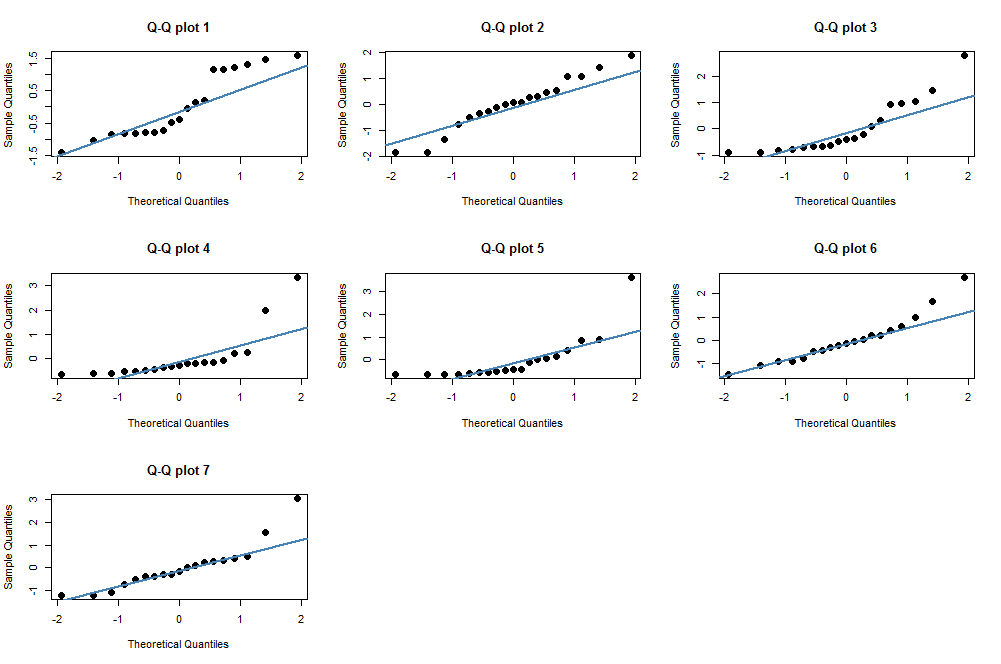 Q-Q plot 1
Sample Quantiles
1.5
0.5
-0.5
-1.5
-2 -1 0 1 2
Theoretical Quantiles
Q-Q plot 2
Sample Quantiles
2
1
0
-1
-2
-2 -1 0 1 2
Theoretical Quantiles
Q-Q plot 3
Sample Quantiles
2
1
0
-1
-2 -1 0 1 2
Theoretical Quantiles
Q-Q plot 4
Sample Quantiles
3
2
1
0
-2 -1 0 1 2
Theoretical Quantiles
Q-Q plot 5
Sample Quantiles
3
2
1
0
-2 -1 0 1 2
Theoretical Quantiles
Q-Q plot 6
Sample Quantiles
2
1
0
-1
-2 -1 0 1 2
Theoretical Quantiles
Q-Q plot 7
Sample Quantiles
3
2
1
0
-1
-2 -1 0 1 2
Theoretical Quantiles